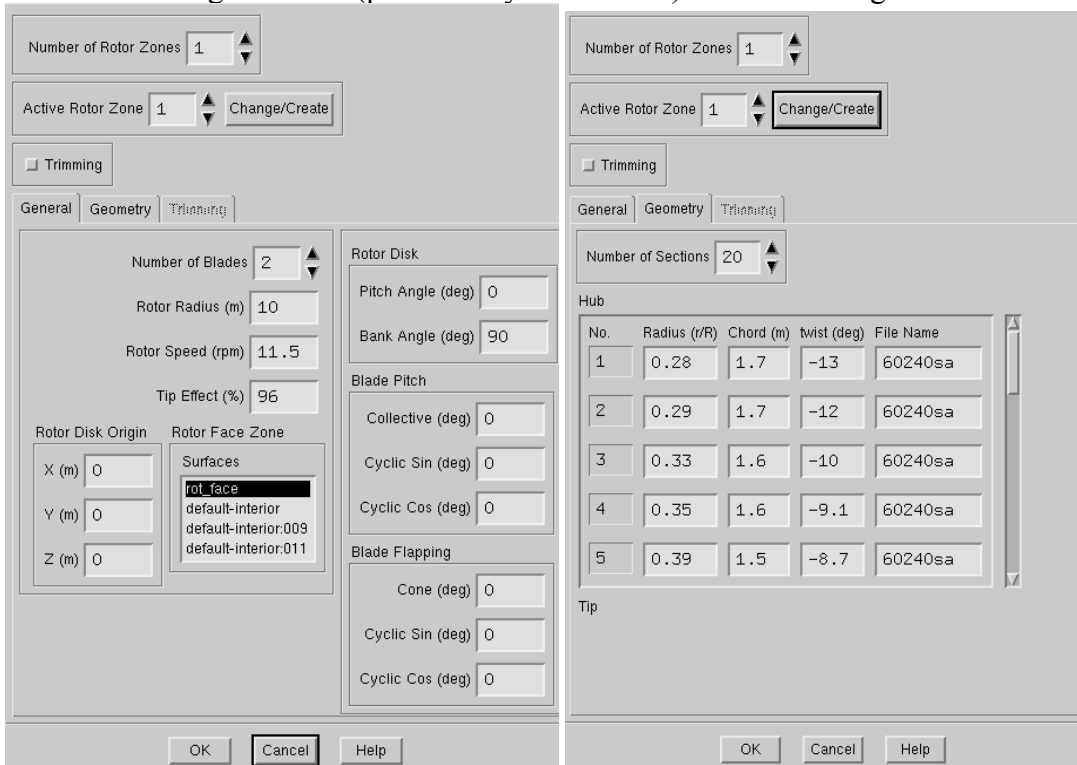 Number of Rotor Zones 1
Active Rotor Zone 1 Change/Create
Trimming
General Geometry Trimming
Number of Blades 2
Rotor Radius (m) 10
Rotor Speed (rpm) 11.5
Tip Effect (%) 96
Rotor Disk Origin
X (m) 0
Y (m) 0
Z (m) 0
Rotor Face Zone
Surfaces
rot_face
default-interior
default-interior:009
default-interior:011
Rotor Disk
Pitch Angle (deg) 0
Bank Angle (deg) 90
Blade Pitch
Collective (deg) 0
Cyclic Sin (deg) 0
Cyclic Cos (deg) 0
Blade Flapping
Cone (deg) 0
Cyclic Sin (deg) 0
Cyclic Cos (deg) 0
OK Cancel Help
Number of Rotor Zones 1
Active Rotor Zone 1 Change/Create
Trimming
General Geometry Trimming
Number of Sections 20
Hub
No. Radius (r/R) Chord (m) twist (deg) File Name
1 0.28 1.7 -13 60240sa
2 0.29 1.7 -12 60240sa
3 0.33 1.6 -10 60240sa
4 0.35 1.6 -9.1 60240sa
5 0.39 1.5 -8.7 60240sa
Tip
OK Cancel Help